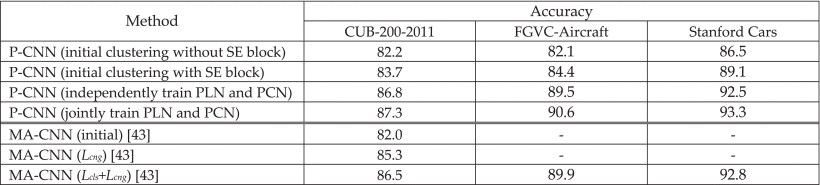 Method Accuracy
CUB-200-2011 FGVC-Aircraft Stanford Cars
P-CNN (initial clustering without SE block) 82.2 82.1 86.5
P-CNN (initial clustering with SE block) 83.7 84.4 89.1
P-CNN (independently train PLN and PCN) 86.8 89.5 92.5
P-CNN (jointly train PLN and PCN) 87.3 90.6 93.3
MA-CNN (initial) [43] 82.0 - -
MA-CNN (Lcng) [43] 85.3 - -
MA-CNN (Lcls+Lcng) [43] 86.5 89.9 92.8